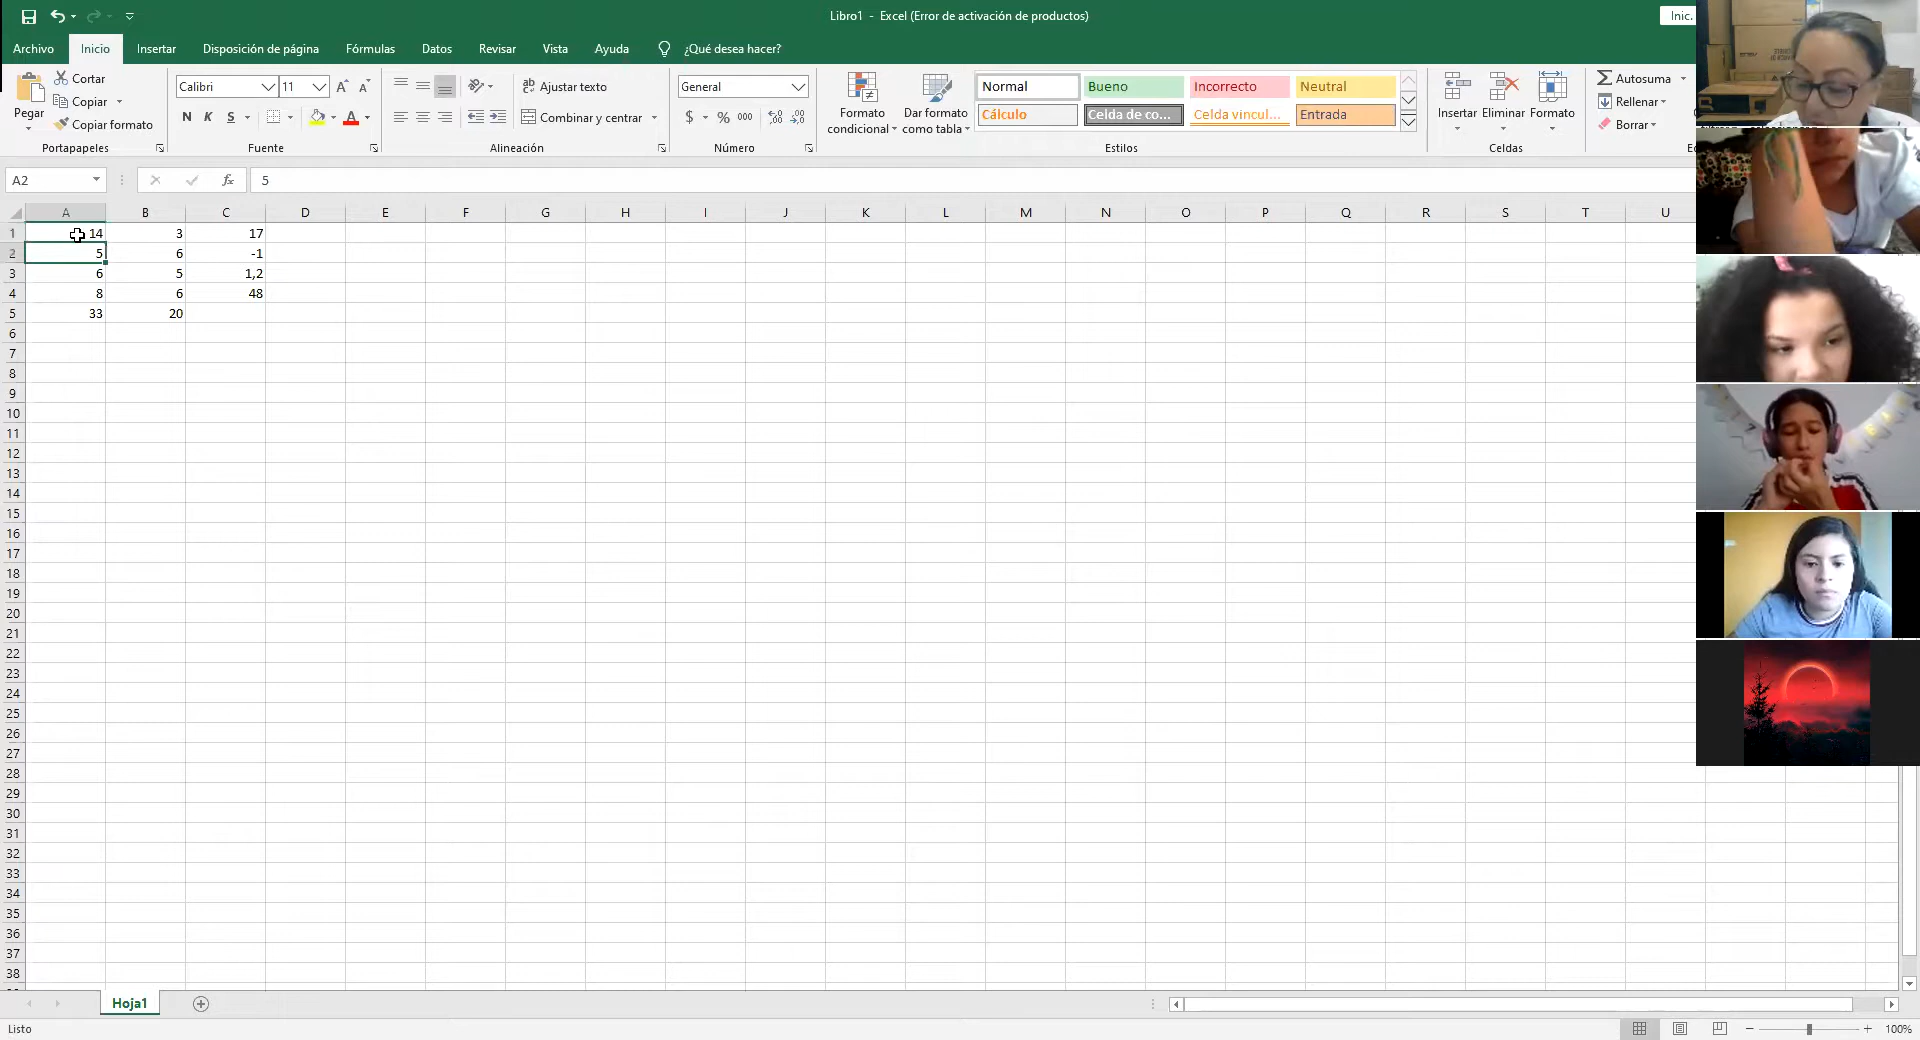 Libro1 - Excel (Error de activación de productos)
Inic.
Archivo Inicio Insertar Disposición de página Fórmulas Datos Revisar Vista Ayuda ¿Qué desea hacer?
Pegar
Cortar
Copiar
Copiar formato
Portapapeles
Calibri 11
N K S
Fuente
Ajustar texto
Combinar y centrar
Alineación
General
$ % 000
Número
Formato condicional
Dar formato como tabla
Normal Bueno Incorrecto Neutral
Cálculo Celda de co... Celda vincul... Entrada
Estilos
Insertar Eliminar Formato
Celdas
Autosuma
Rellenar
Borrar
A2 fx 5
A B C D E F G H I J K L M N O P Q R S T U
1 14 3 17
2 5 6 -1
3 6 5 1,2
4 8 6 48
5 33 20
6
7
8
9
10
11
12
13
14
15
16
17
18
19
20
21
22
23
24
25
26
27
28
29
30
31
32
33
34
35
36
37
38
Hoja1
Listo
100%